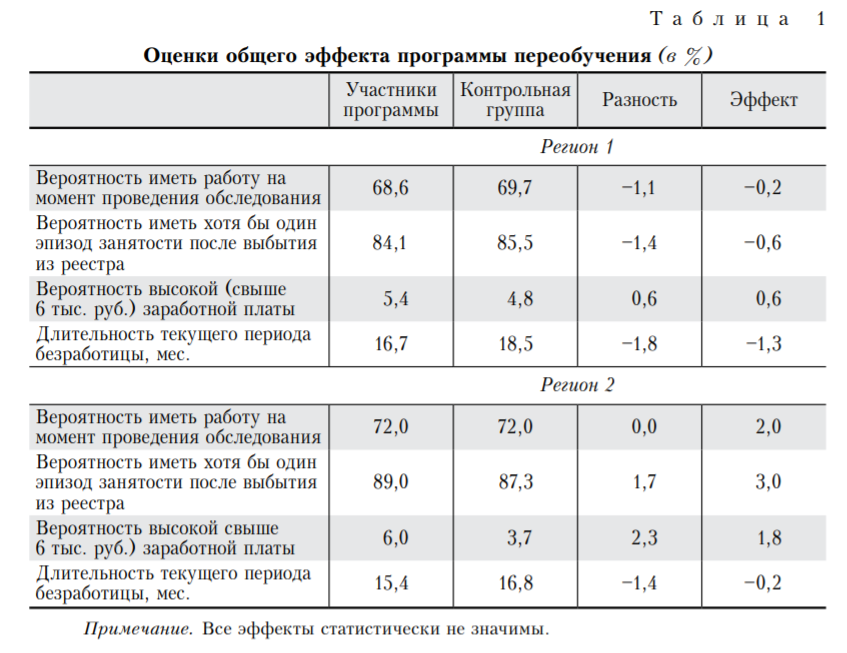 Таблица 1
Оценки общего эффекта программы переобучения (в %)
Участники программы Контрольная группа Разность Эффект
Регион 1
Вероятность иметь работу на
момент проведения обследования 68,6 69,7 −1,1 −0,2
Вероятность иметь хотя бы один
эпизод занятости после выбытия 84,1 85,5 −1,4 −0,6
из реестра
Вероятность высокой (свыше
6 тыс. руб.) заработной платы 5,4 4,8 0,6 0,6
Длительность текущего периода
безработицы, мес. 16,7 18,5 −1,8 −1,3
Регион 2
Вероятность иметь работу на
момент проведения обследования 72,0 72,0 0,0 2,0
Вероятность иметь хотя бы один
эпизод занятости после выбытия 89,0 87,3 1,7 3,0
из реестра
Вероятность высокой свыше
6 тыс. руб.) заработной платы 6,0 3,7 2,3 1,8
Длительность текущего периода
безработицы, мес. 15,4 16,8 −1,4 −0,2
Примечание. Все эффекты статистически не значимы.